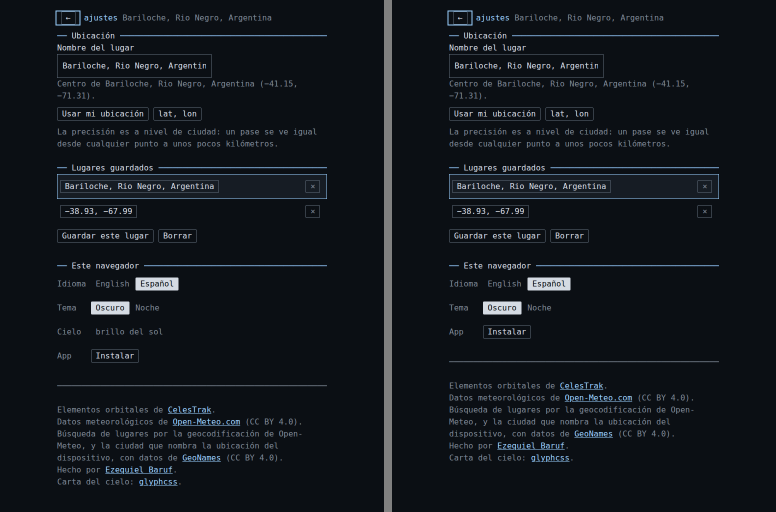 ← ajustes Bariloche, Río Negro, Argentina
Ubicación
Nombre del lugar
Bariloche, Río Negro, Argentin
Centro de Bariloche, Río Negro, Argentina (−41.15,
−71.31).
Usar mi ubicación lat, lon
La precisión es a nivel de ciudad: un pase se ve igual
desde cualquier punto a unos pocos kilómetros.
Lugares guardados
Bariloche, Río Negro, Argentina ×
−38.93, −67.99 ×
Guardar este lugar Borrar
Este navegador
Idioma English Español
Tema Oscuro Noche
Cielo brillo del sol
App Instalar
Elementos orbitales de CelesTrak.
Datos meteorológicos de Open-Meteo.com (CC BY 4.0).
Búsqueda de lugares por la geocodificación de Open-
Meteo, y la ciudad que nombra la ubicación del
dispositivo, con datos de GeoNames (CC BY 4.0).
Hecho por Ezequiel Baruf.
Carta del cielo: glyphcss.
← ajustes Bariloche, Río Negro, Argentina
Ubicación
Nombre del lugar
Bariloche, Río Negro, Argentin
Centro de Bariloche, Río Negro, Argentina (−41.15,
−71.31).
Usar mi ubicación lat, lon
La precisión es a nivel de ciudad: un pase se ve igual
desde cualquier punto a unos pocos kilómetros.
Lugares guardados
Bariloche, Río Negro, Argentina ×
−38.93, −67.99 ×
Guardar este lugar Borrar
Este navegador
Idioma English Español
Tema Oscuro Noche
App Instalar
Elementos orbitales de CelesTrak.
Datos meteorológicos de Open-Meteo.com (CC BY 4.0).
Búsqueda de lugares por la geocodificación de Open-
Meteo, y la ciudad que nombra la ubicación del
dispositivo, con datos de GeoNames (CC BY 4.0).
Hecho por Ezequiel Baruf.
Carta del cielo: glyphcss.